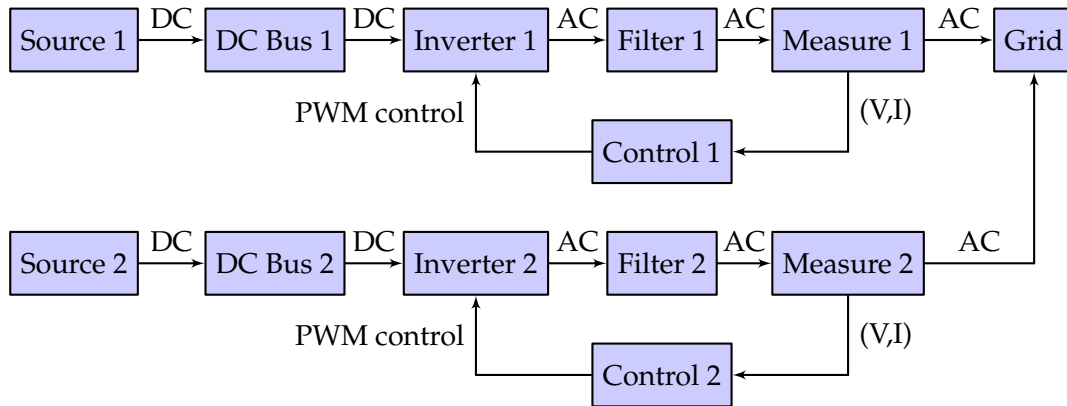 DC DC AC AC AC
Source 1 DC Bus 1 Inverter 1 Filter 1 Measure 1 Grid
PWM control (V,I)
Control 1
DC DC AC AC AC
Source 2 DC Bus 2 Inverter 2 Filter 2 Measure 2
PWM control (V,I)
Control 2